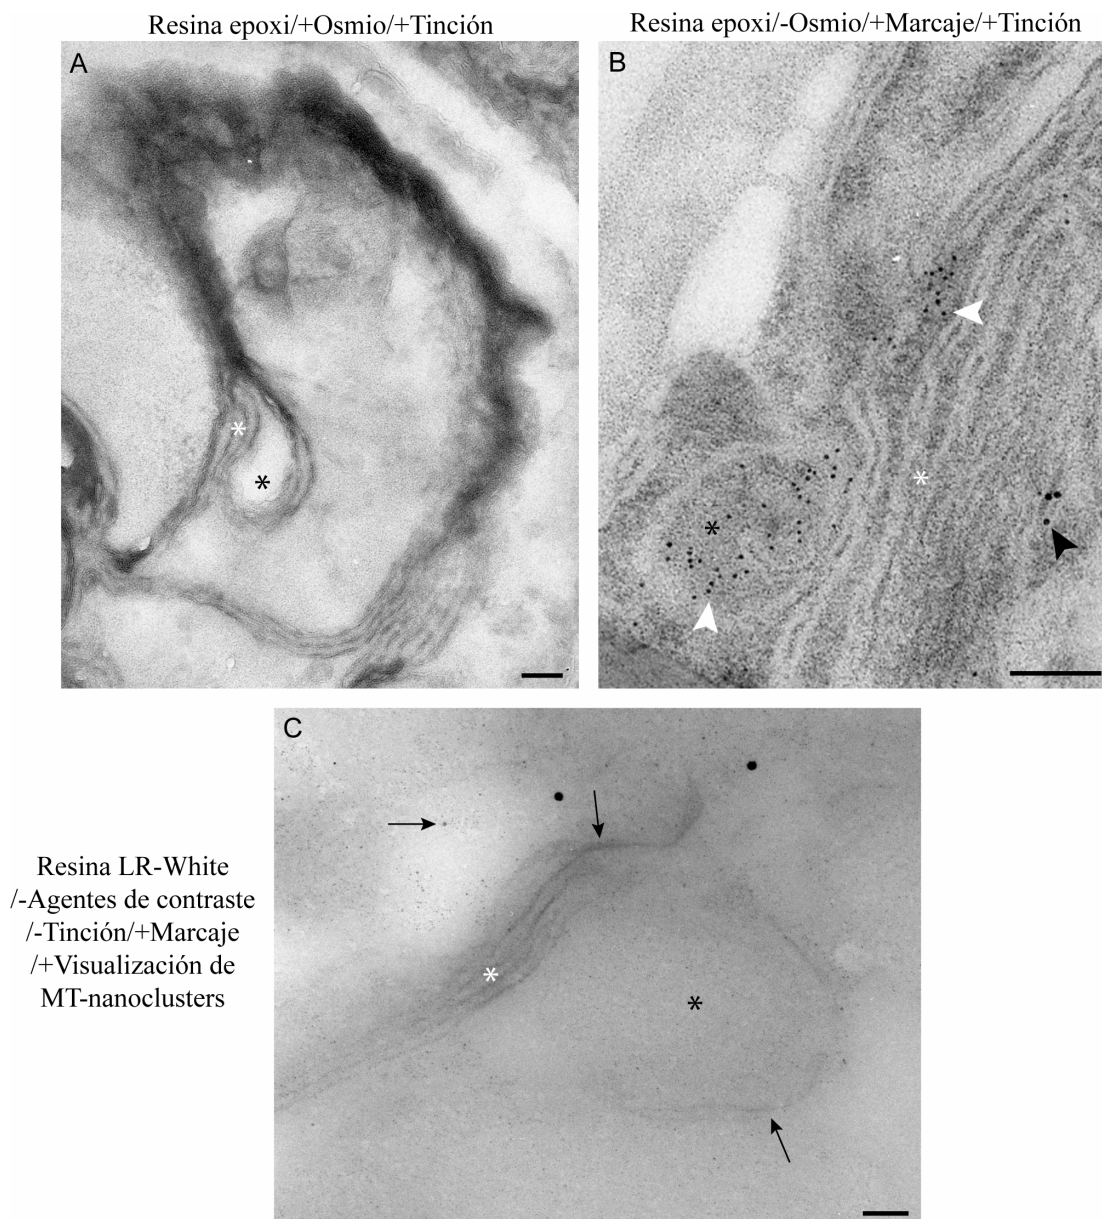 Resina epoxi/+Osmio/+Tinción
Resina epoxi/-Osmio/+Marcaje/+Tinción
A
B
C
Resina LR-White
/-Agentes de contraste
/-Tinción/+Marcaje
/+Visualización de
MT-nanoclusters